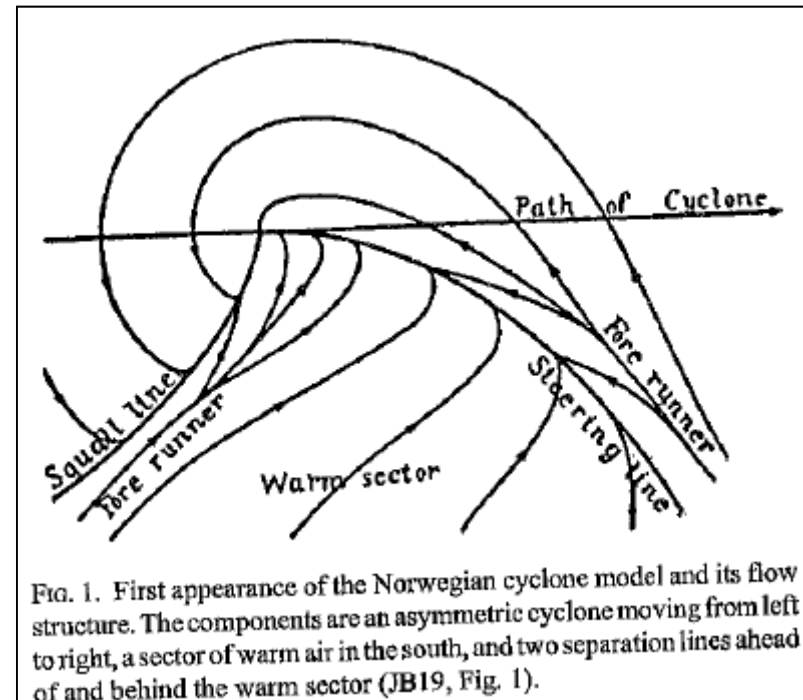 Path of Cyclone
Fore runner
Steering line
Squall line
Fore runner
Warm sector
FIG. 1. First appearance of the Norwegian cyclone model and its flow
structure. The components are an asymmetric cyclone moving from left
to right, a sector of warm air in the south, and two separation lines ahead
of and behind the warm sector (JB19, Fig. 1).